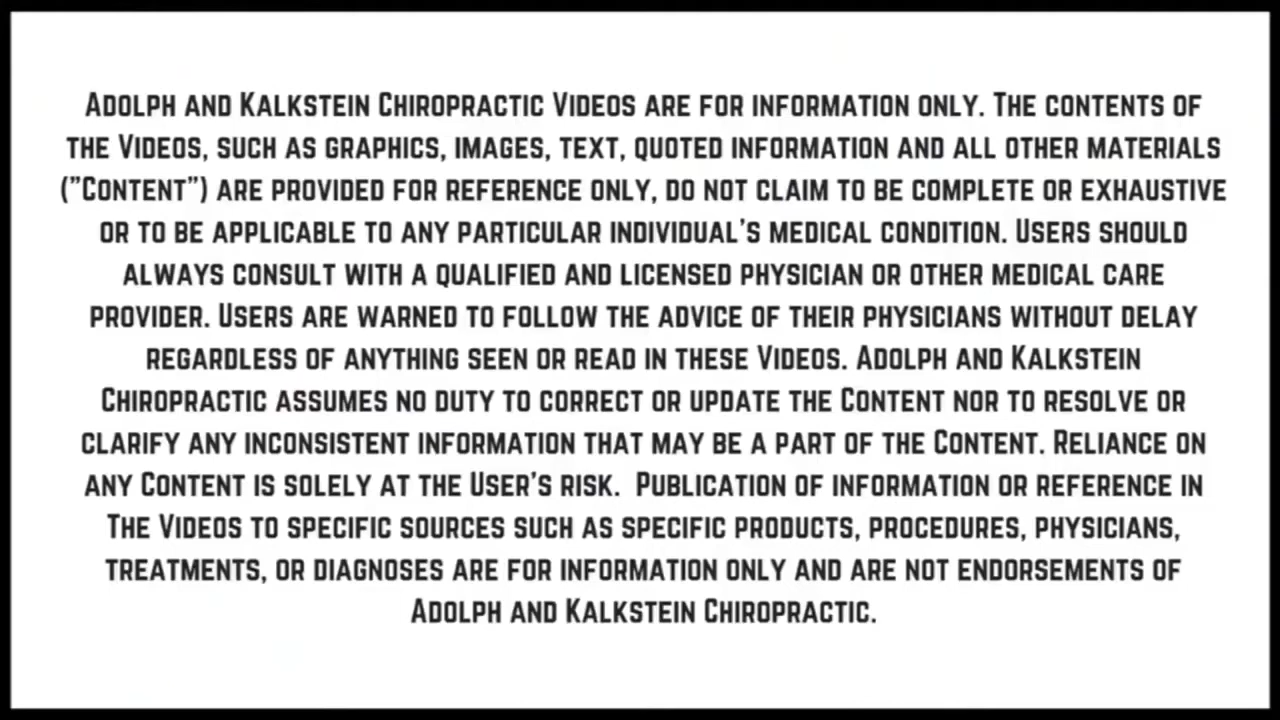 Adolph and Kalkstein Chiropractic Videos are for information only. The contents of
the Videos, such as graphics, images, text, quoted information and all other materials
("Content") are provided for reference only, do not claim to be complete or exhaustive
or to be applicable to any particular individual's medical condition. Users should
always consult with a qualified and licensed physician or other medical care
provider. Users are warned to follow the advice of their physicians without delay
regardless of anything seen or read in these Videos. Adolph and Kalkstein
Chiropractic assumes no duty to correct or update the Content nor to resolve or
clarify any inconsistent information that may be a part of the Content. Reliance on
any Content is solely at the User's risk.  Publication of information or reference in
The Videos to specific sources such as specific products, procedures, physicians,
treatments, or diagnoses are for information only and are not endorsements of
Adolph and Kalkstein Chiropractic.